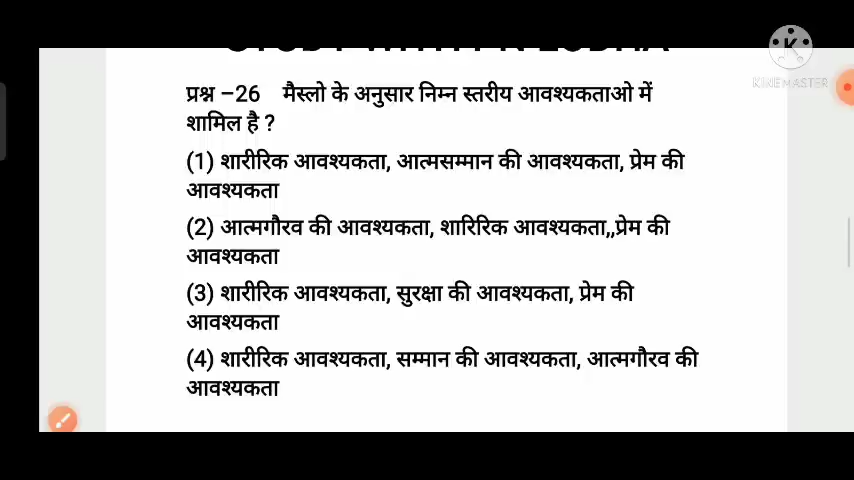 KINEMASTER
प्रश्न –26 मैस्लो के अनुसार निम्न स्तरीय आवश्यकताओ में
शामिल है ?
(1) शारीरिक आवश्यकता, आत्मसम्मान की आवश्यकता, प्रेम की
आवश्यकता
(2) आत्मगौरव की आवश्यकता, शारिरिक आवश्यकता,,प्रेम की
आवश्यकता
(3) शारीरिक आवश्यकता, सुरक्षा की आवश्यकता, प्रेम की
आवश्यकता
(4) शारीरिक आवश्यकता, सम्मान की आवश्यकता, आत्मगौरव की
आवश्यकता